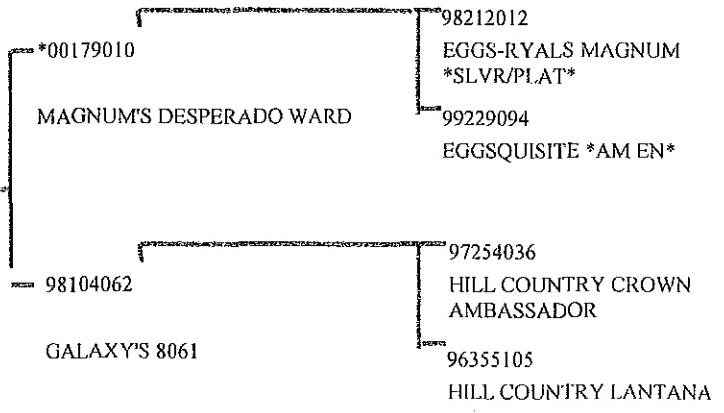 98212012
*00179010
EGGS-RYALS MAGNUM
*SLVR/PLAT*
MAGNUM'S DESPERADO WARD
99229094
EGGSQUISITE *AM EN*
97254036
98104062
HILL COUNTRY CROWN
AMBASSADOR
GALAXY'S 8061
96355105
HILL COUNTRY LANTANA